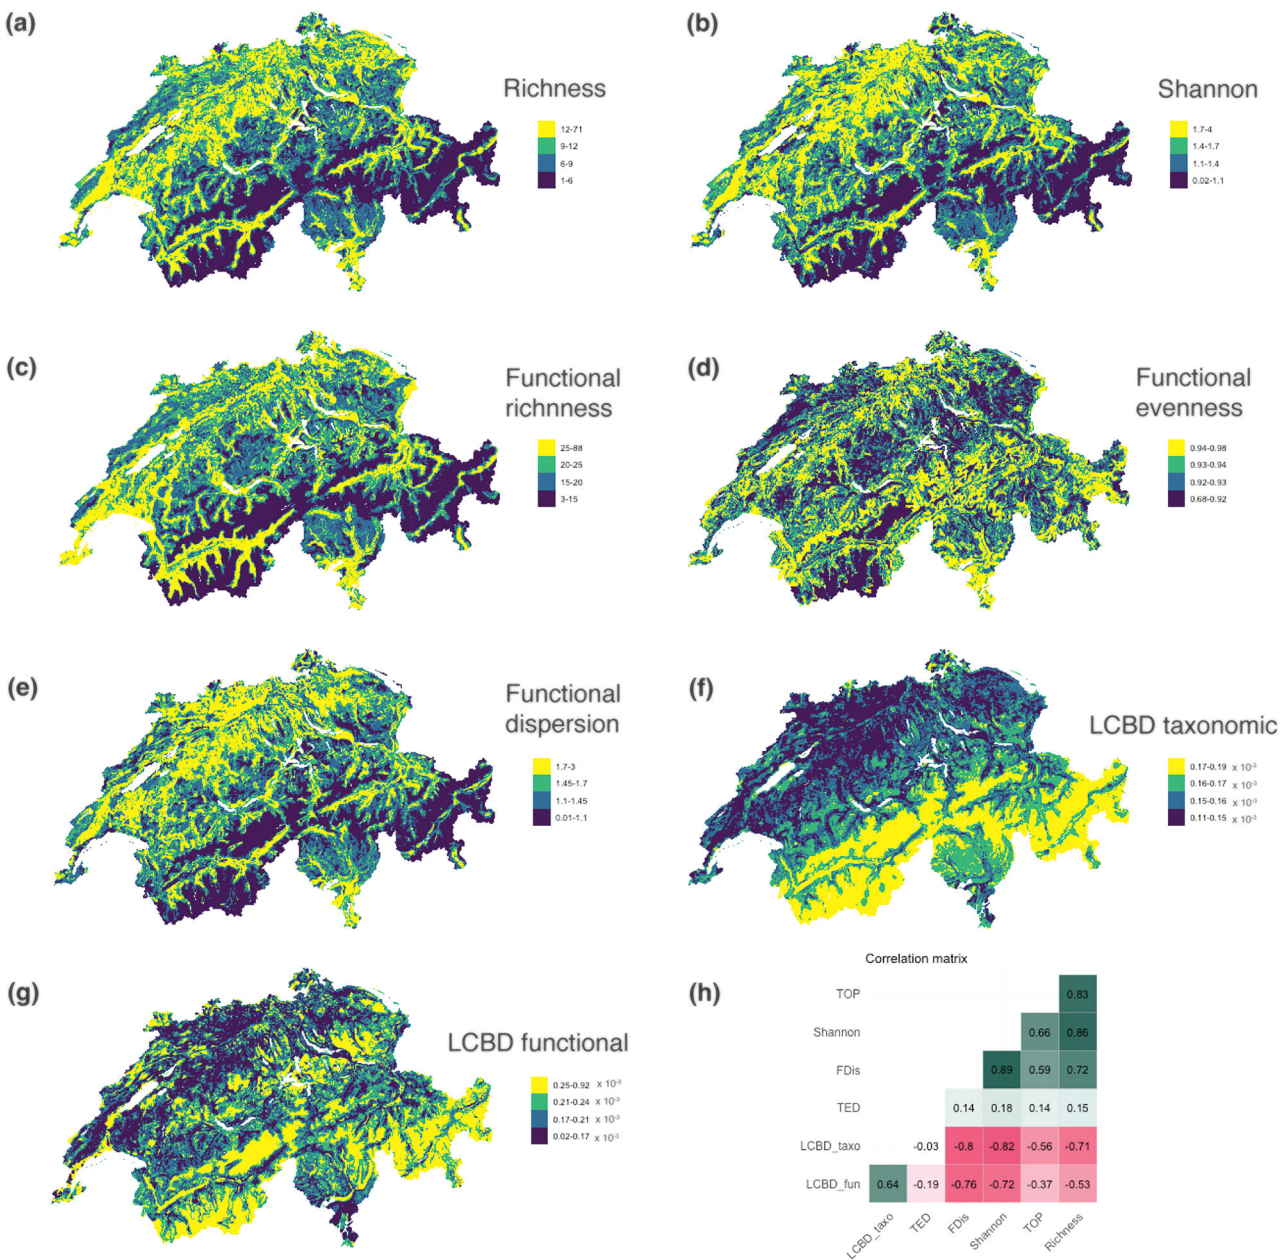 (a)
Richness
12-71
9-12
6-9
1-6
(b)
Shannon
1.7-4
1.4-1.7
1.1-1.4
0.02-1.1
(c)
Functional
richnness
25-88
20-25
15-20
3-15
(d)
Functional
evenness
0.94-0.98
0.93-0.94
0.92-0.93
0.68-0.92
(e)
Functional
dispersion
1.7-3
1.45-1.7
1.1-1.45
0.01-1.1
(f)
LCBD taxonomic
0.17-0.19 x 10⁻³
0.16-0.17 x 10⁻³
0.15-0.16 x 10⁻³
0.11-0.15 x 10⁻³
(g)
LCBD functional
0.25-0.92 x 10⁻³
0.21-0.24 x 10⁻³
0.17-0.21 x 10⁻³
0.02-0.17 x 10⁻³
(h)
Correlation matrix
TOP 0.83
Shannon 0.66 0.86
FDis 0.89 0.59 0.72
TED 0.14 0.18 0.14 0.15
LCBD_taxo -0.03 -0.8 -0.82 -0.56 -0.71
LCBD_fun 0.64 -0.19 -0.76 -0.72 -0.37 -0.53
LCBD_taxo TED FDis Shannon TOP Richness